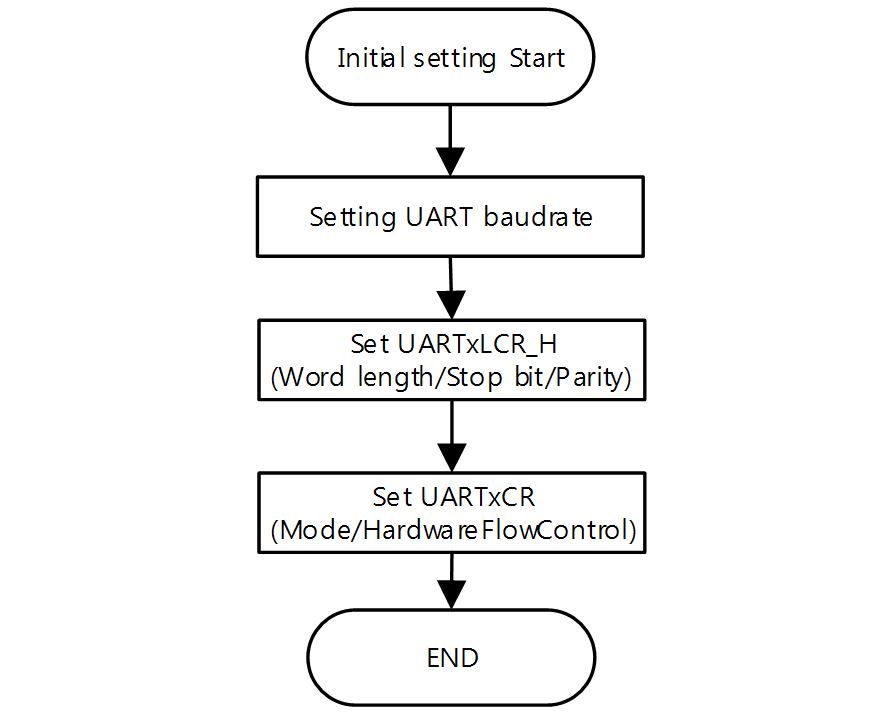 Initial setting Start
Setting UART baudrate
Set UARTxLCR_H
(Word length/Stop bit/Parity)
Set UARTxCR
(Mode/HardwareFlowControl)
END